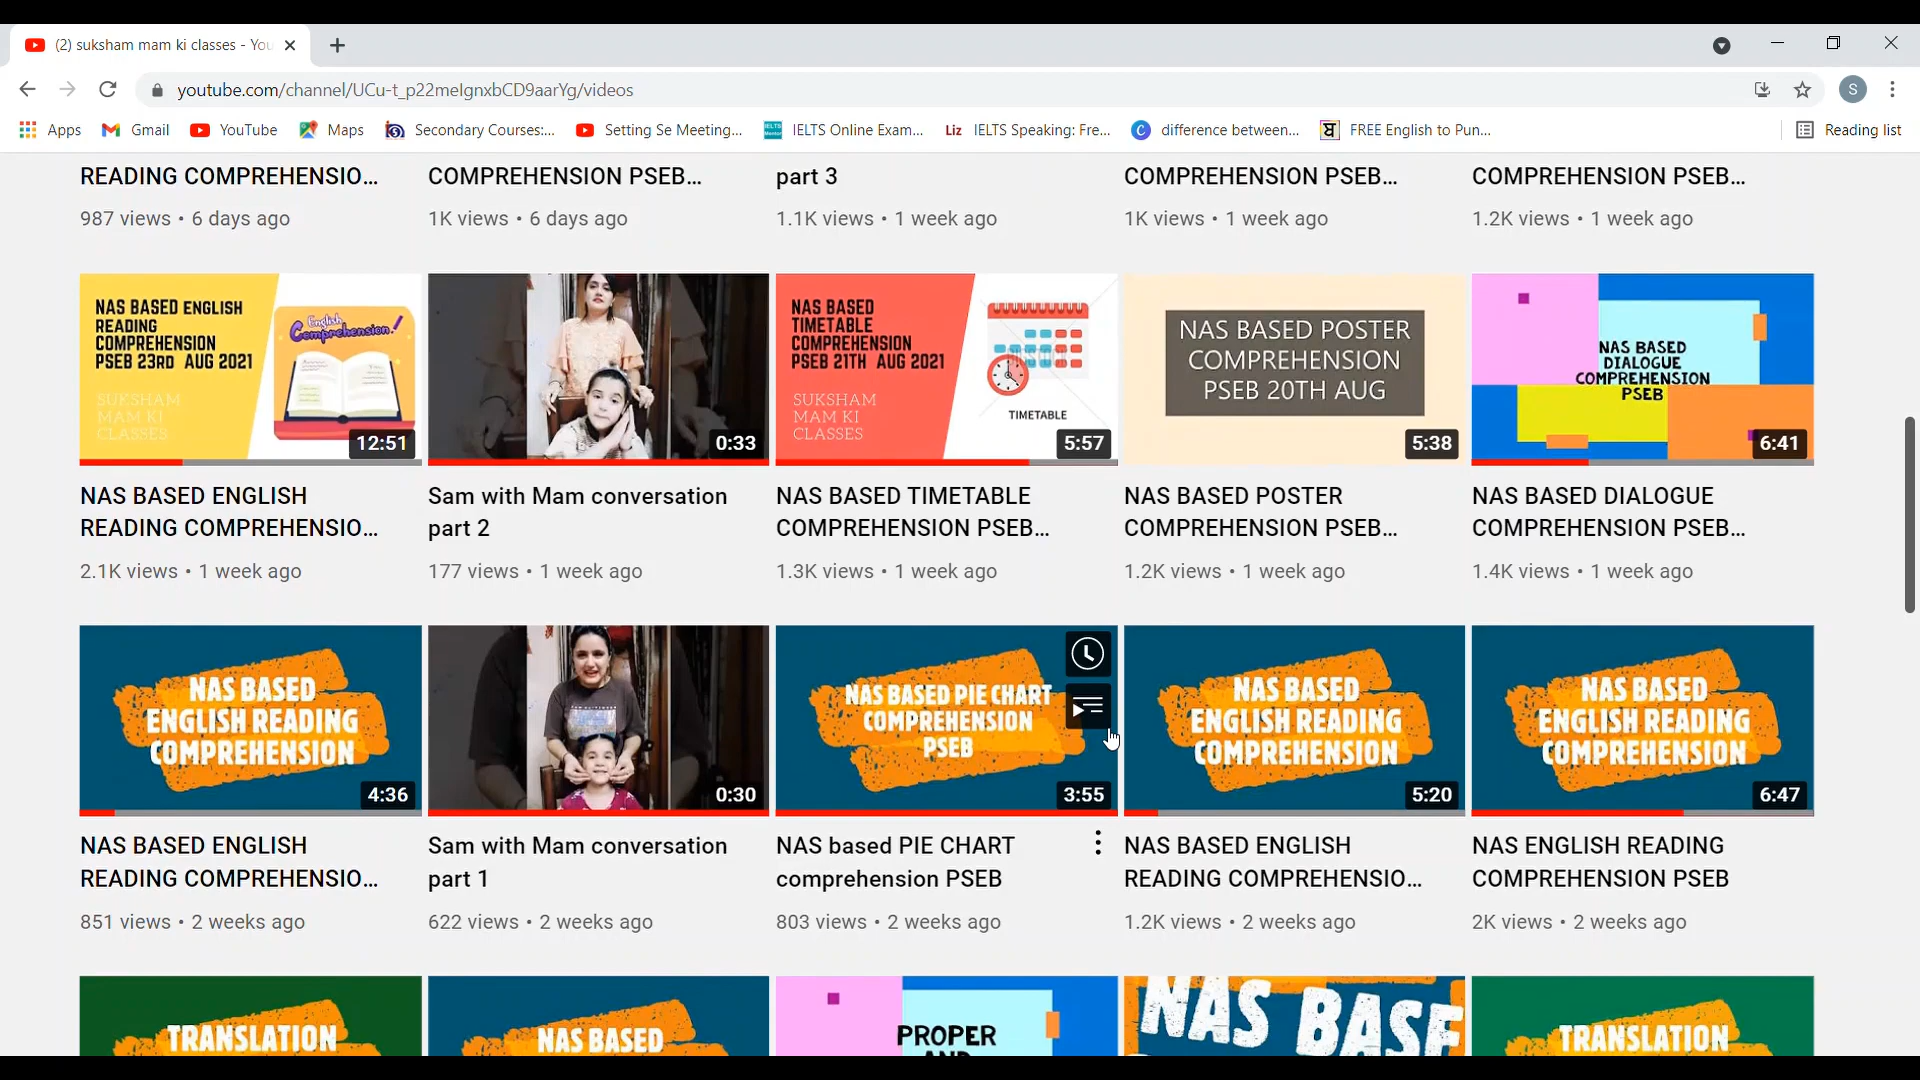 (2) suksham mam ki classes - You
youtube.com/channel/UCu-t_p22melgnxbCD9aarYg/videos
S
Apps Gmail YouTube Maps Secondary Courses:... Setting Se Meeting... IELTS Online Exam... Liz IELTS Speaking: Fre... C difference between... FREE English to Pun... Reading list
READING COMPREHENSIO... COMPREHENSION PSEB... part 3 COMPREHENSION PSEB... COMPREHENSION PSEB...
987 views • 6 days ago 1K views • 6 days ago 1.1K views • 1 week ago 1K views • 1 week ago 1.2K views • 1 week ago
NAS BASED ENGLISH
READING
COMPREHENSION
PSEB 23RD AUG 2021
SUKSHAM
MAM KI
CLASSES
English
Comprehension!
12:51
0:33
NAS BASED
TIMETABLE
COMPREHENSION
PSEB 21TH AUG 2021
SUKSHAM
MAM KI
CLASSES
TIMETABLE
5:57
NAS BASED POSTER
COMPREHENSION
PSEB 20TH AUG
5:38
NAS BASED
DIALOGUE
COMPREHENSION
PSEB
6:41
NAS BASED ENGLISH
READING COMPREHENSIO...
2.1K views • 1 week ago
Sam with Mam conversation
part 2
177 views • 1 week ago
NAS BASED TIMETABLE
COMPREHENSION PSEB...
1.3K views • 1 week ago
NAS BASED POSTER
COMPREHENSION PSEB...
1.2K views • 1 week ago
NAS BASED DIALOGUE
COMPREHENSION PSEB...
1.4K views • 1 week ago
NAS BASED
ENGLISH READING
COMPREHENSION
4:36
0:30
NAS BASED PIE CHART
COMPREHENSION
PSEB
3:55
NAS BASED
ENGLISH READING
COMPREHENSION
5:20
NAS BASED
ENGLISH READING
COMPREHENSION
6:47
NAS BASED ENGLISH
READING COMPREHENSIO...
851 views • 2 weeks ago
Sam with Mam conversation
part 1
622 views • 2 weeks ago
NAS based PIE CHART
comprehension PSEB
803 views • 2 weeks ago
NAS BASED ENGLISH
READING COMPREHENSIO...
1.2K views • 2 weeks ago
NAS ENGLISH READING
COMPREHENSION PSEB
2K views • 2 weeks ago
TRANSLATION
NAS BASED
PROPER
AND
NAS BASE
TRANSLATION